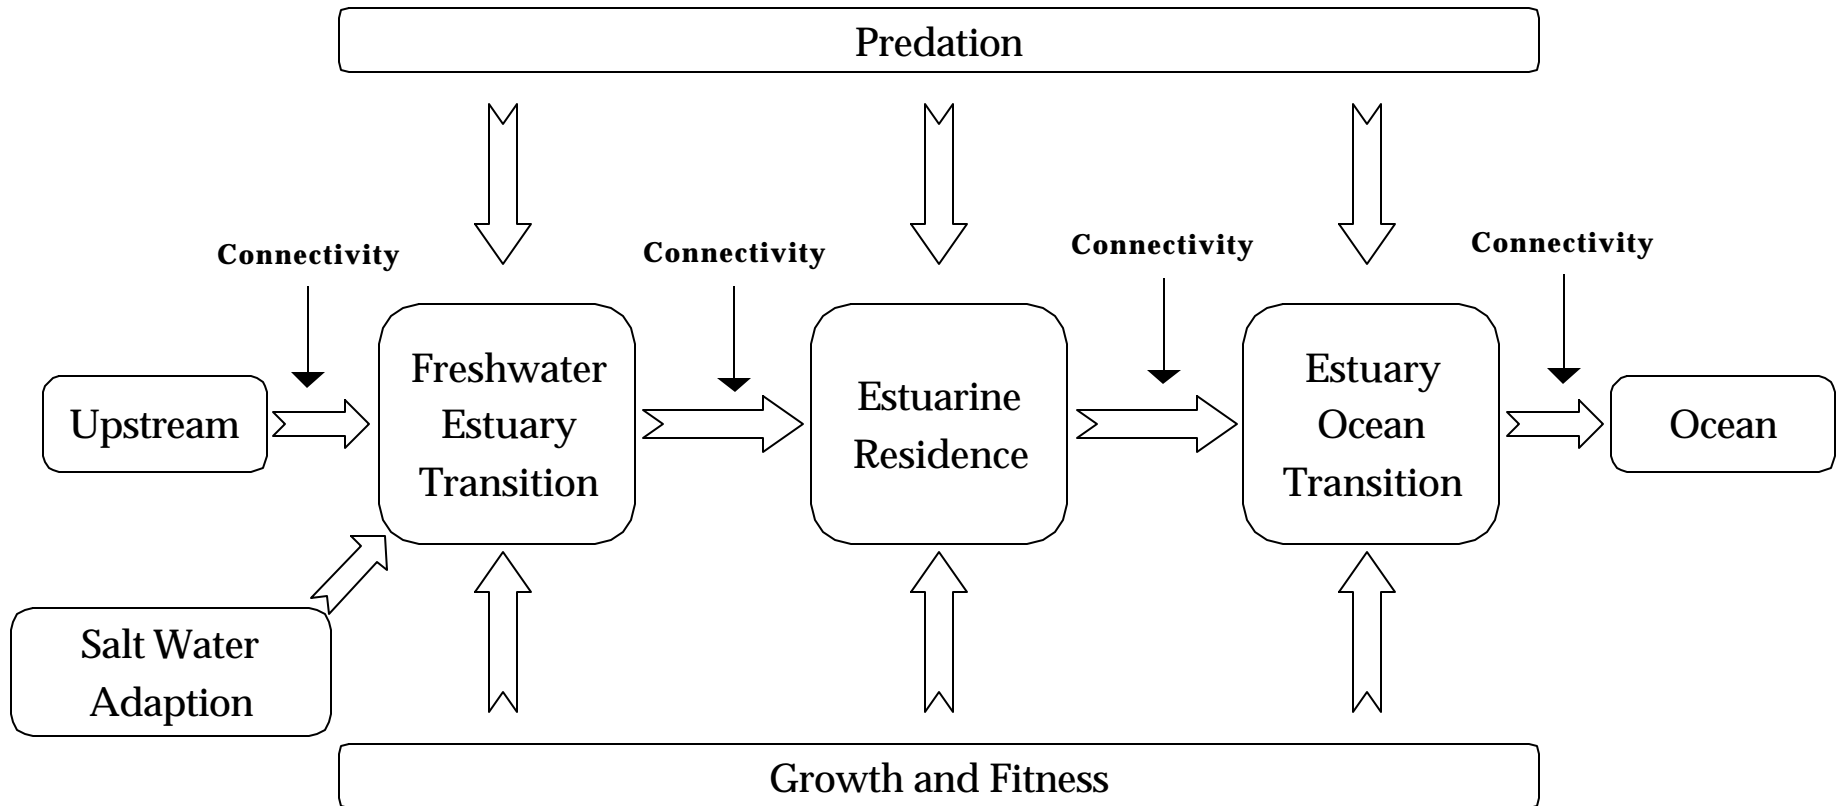 Predation
Connectivity
Connectivity
Connectivity
Connectivity
Upstream
Freshwater
Estuary
Transition
Estuarine
Residence
Estuary
Ocean
Transition
Ocean
Salt Water
Adaption
Growth and Fitness